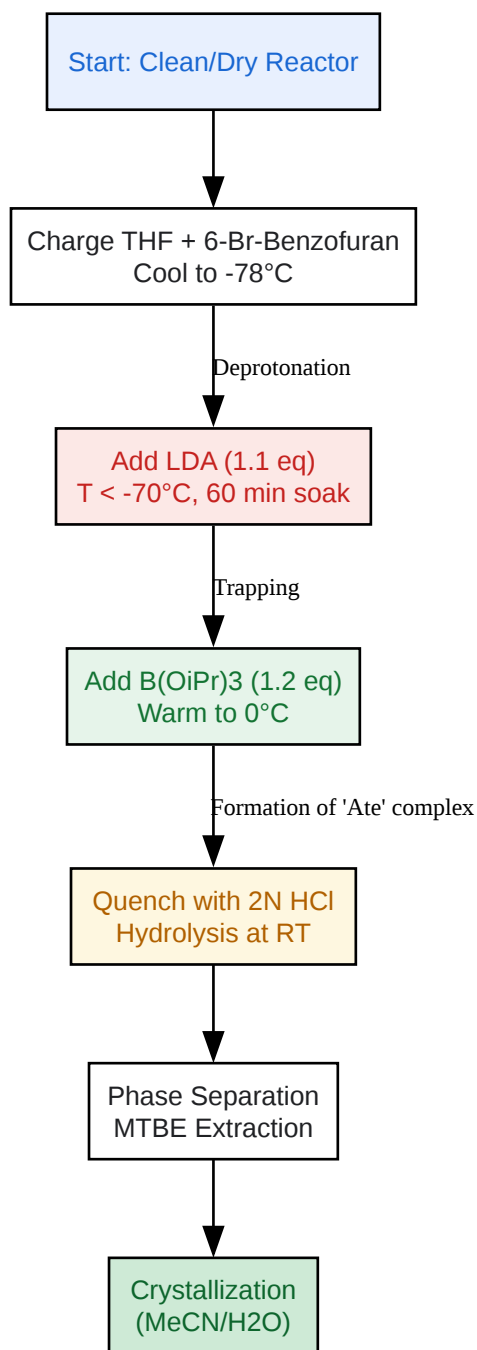 Start: Clean/Dry Reactor
Charge THF + 6-Br-Benzofuran
Cool to -78°C
Deprotonation
Add LDA (1.1 eq)
T < -70°C, 60 min soak
Trapping
Add B(OiPr)3 (1.2 eq)
Warm to 0°C
Formation of 'Ate' complex
Quench with 2N HCl
Hydrolysis at RT
Phase Separation
MTBE Extraction
Crystallization
(MeCN/H2O)